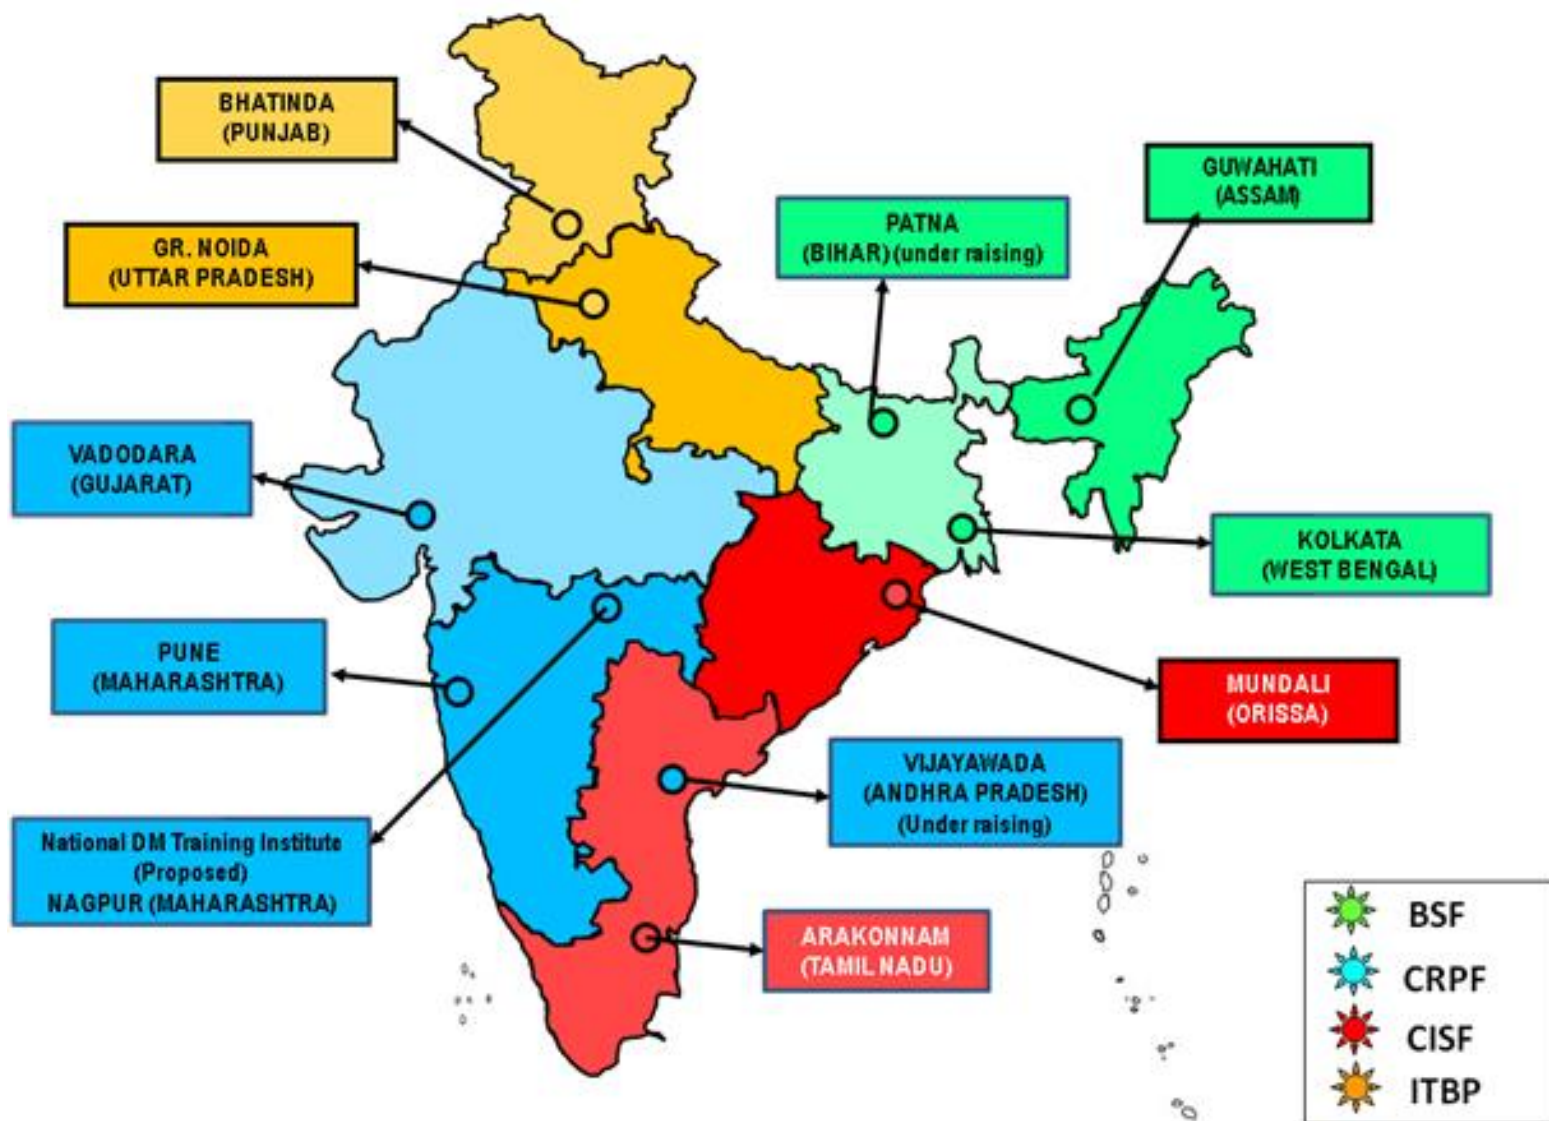 BHATINDA
(PUNJAB)
GR. NOIDA
(UTTAR PRADESH)
PATNA
(BIHAR) (under raising)
GUWAHATI
(ASSAM)
VADODARA
(GUJARAT)
KOLKATA
(WEST BENGAL)
PUNE
(MAHARASHTRA)
MUNDALI
(ORISSA)
VIJAYAWADA
(ANDHRA PRADESH)
(Under raising)
National DM Training Institute
(Proposed)
NAGPUR (MAHARASHTRA)
ARAKONNAM
(TAMIL NADU)
BSF
CRPF
CISF
ITBP